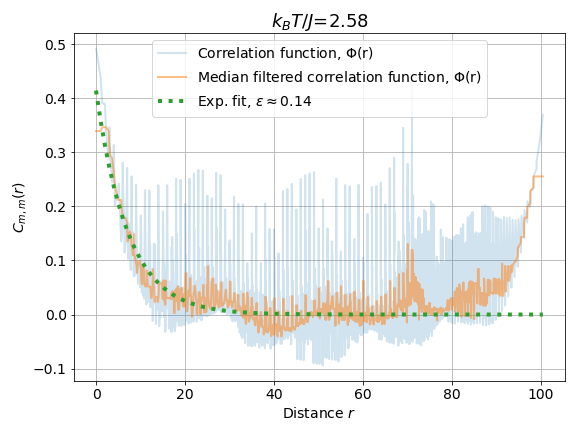 k_BT/J=2.58
Correlation function, Φ(r)
Median filtered correlation function, Φ(r)
Exp. fit, ε≈0.14
C_{m,m}(r)
0.5
0.4
0.3
0.2
0.1
0.0
−0.1
0 20 40 60 80 100
Distance r